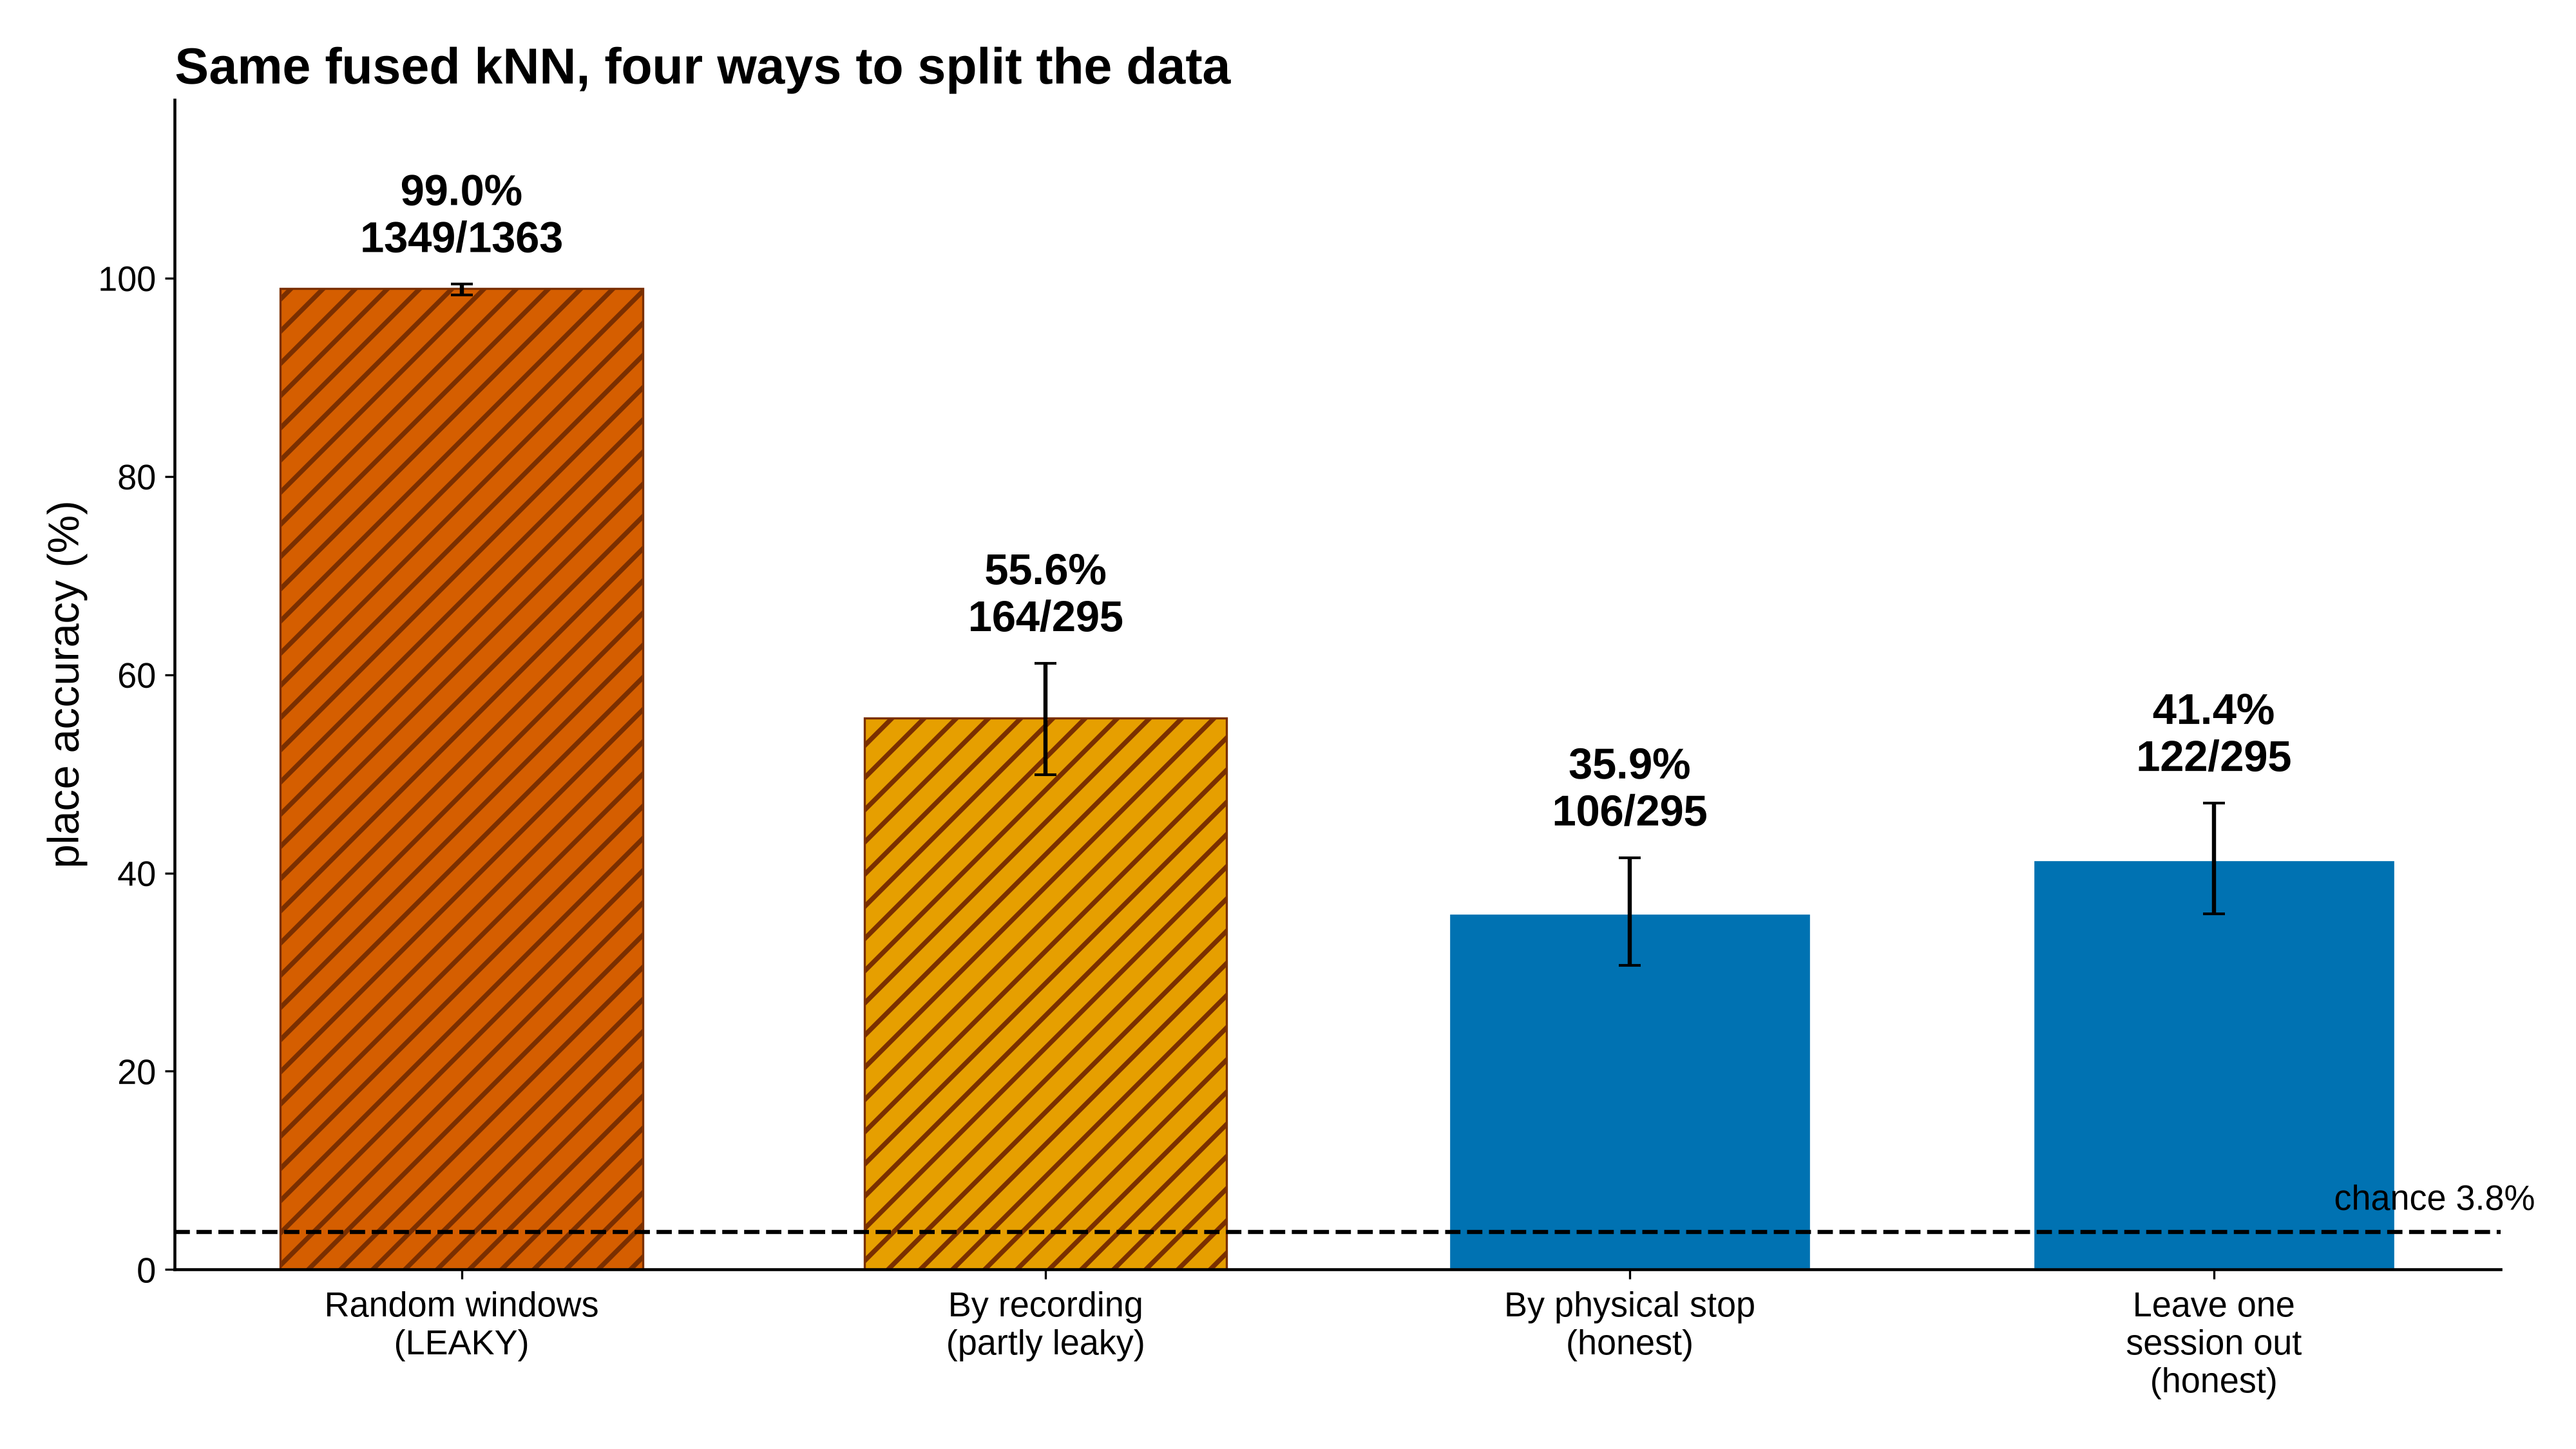 Same fused kNN, four ways to split the data
place accuracy (%)
100
80
60
40
20
0
99.0%
1349/1363
55.6%
164/295
35.9%
106/295
41.4%
122/295
chance 3.8%
Random windows
(LEAKY)
By recording
(partly leaky)
By physical stop
(honest)
Leave one
session out
(honest)